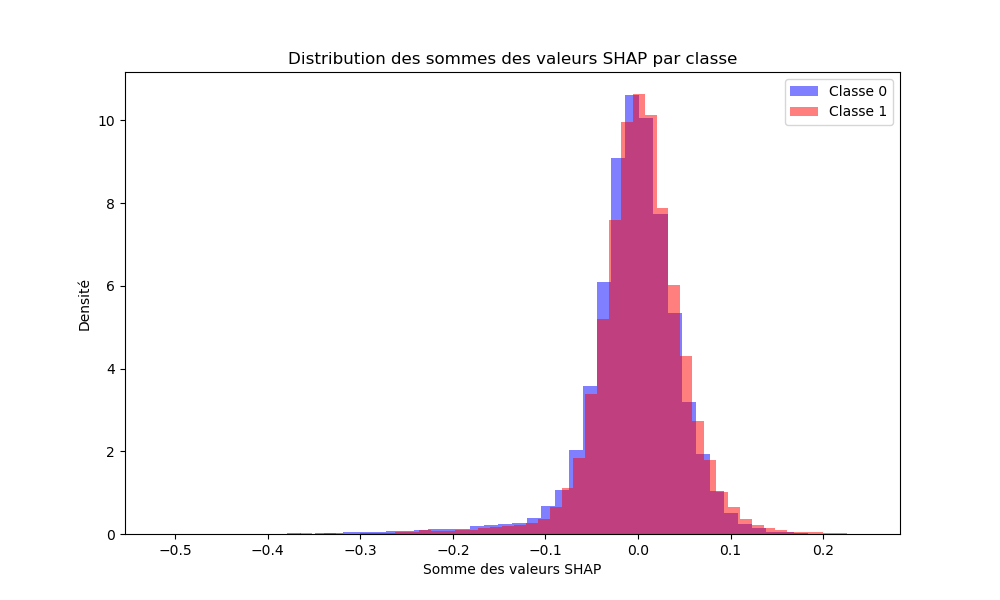 Distribution des sommes des valeurs SHAP par classe
Classe 0
Classe 1
Densité
10
8
6
4
2
0
−0.5
−0.4
−0.3
−0.2
−0.1
0.0
0.1
0.2
Somme des valeurs SHAP